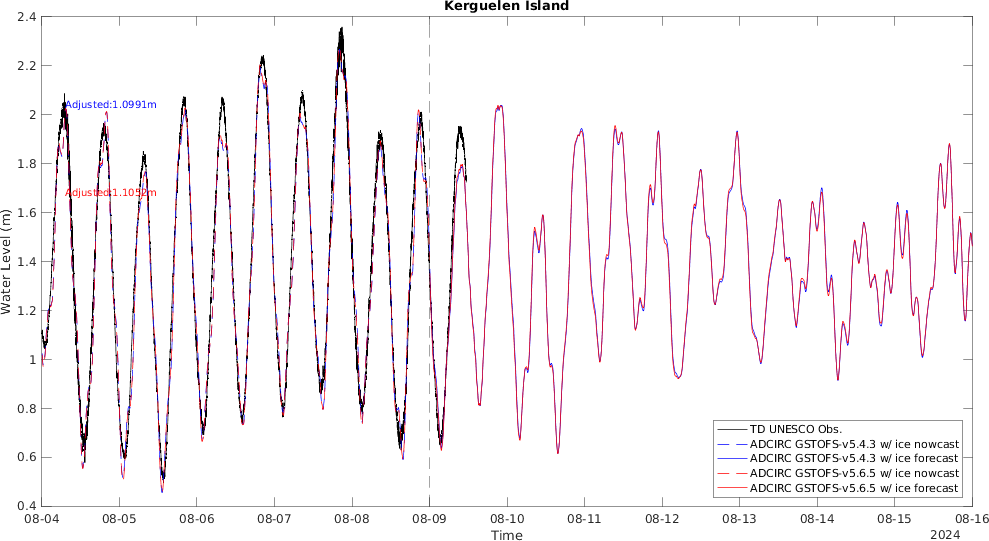 Kerguelen Island
2.4
2.2
2
1.8
1.6
1.4
1.2
1
0.8
0.6
0.4
Water Level (m)
Adjusted:1.0991m
Adjusted:1.1052m
TD UNESCO Obs.
ADCIRC GSTOFS-v5.4.3 w/ ice nowcast
ADCIRC GSTOFS-v5.4.3 w/ ice forecast
ADCIRC GSTOFS-v5.6.5 w/ ice nowcast
ADCIRC GSTOFS-v5.6.5 w/ ice forecast
08-04 08-05 08-06 08-07 08-08 08-09 08-10 08-11 08-12 08-13 08-14 08-15 08-16
Time
2024